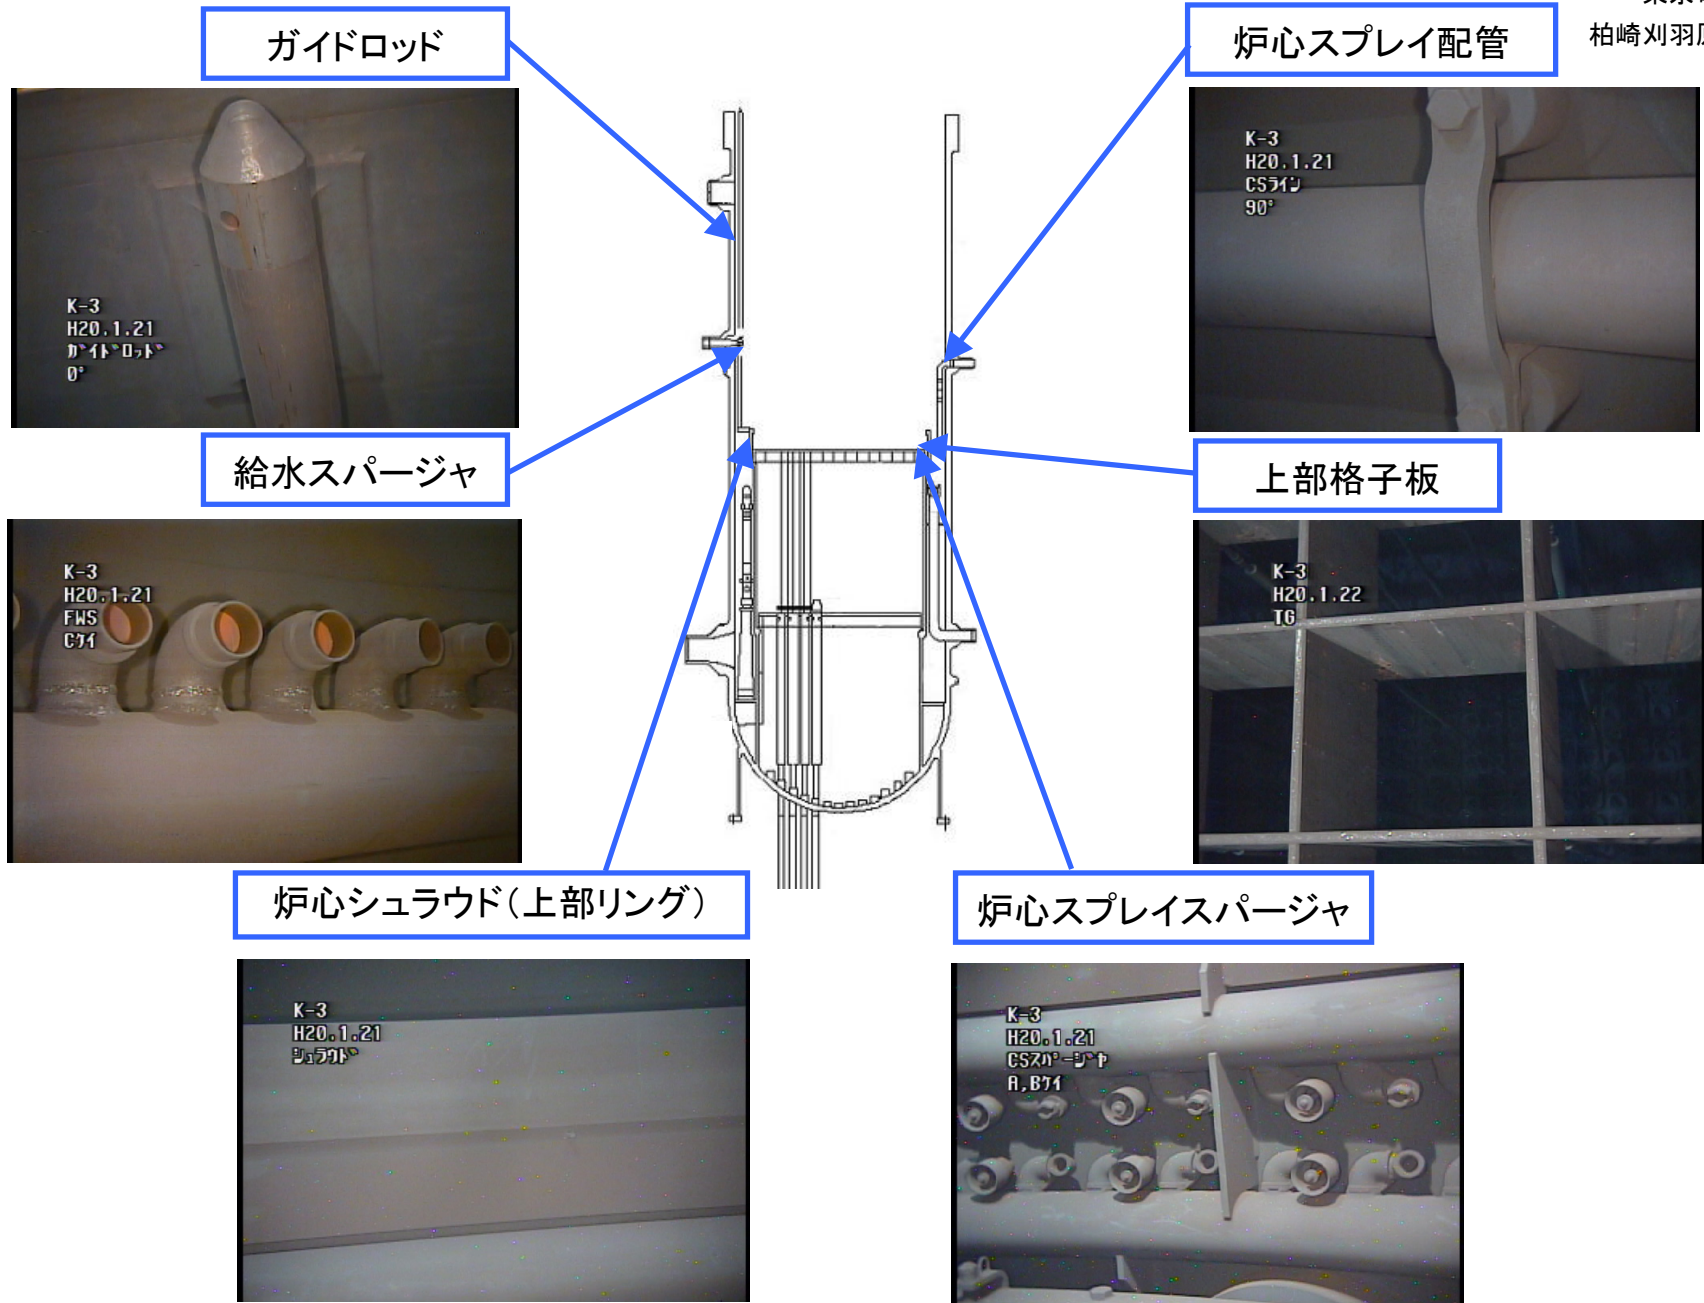 柏崎刈羽
ガイドロッド
炉心スプレイ配管
K-3
H20.1.21
ガイドロッド
0°
K-3
H20.1.21
CSライン
90°
給水スパージャ
上部格子板
K-3
H20.1.21
FWS
Cケイ
K-3
H20.1.22
TG
炉心シュラウド（上部リング）
炉心スプレイスパージャ
K-3
H20.1.21
シュラウド
K-3
H20.1.21
CSスパージャ
A,Bケイ